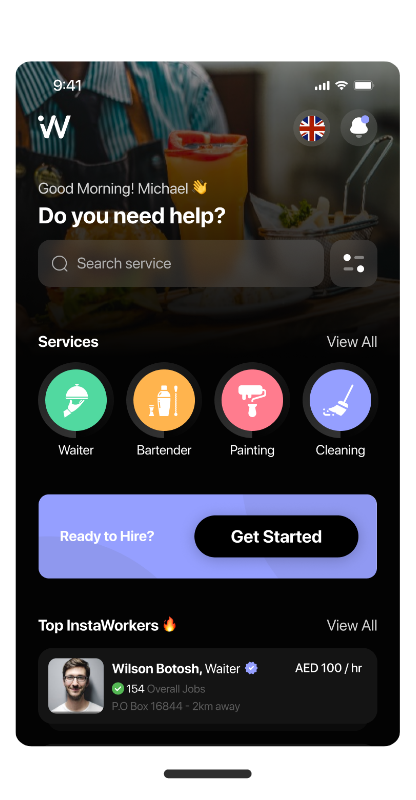 9:41
iW
Good Morning! Michael 👋
Do you need help?
Search service
Services View All
Waiter Bartender Painting Cleaning
Ready to Hire? Get Started
Top InstaWorkers 🔥 View All
Wilson Botosh, Waiter AED 100 / hr
154 Overall Jobs
P.O Box 16844 - 2km away